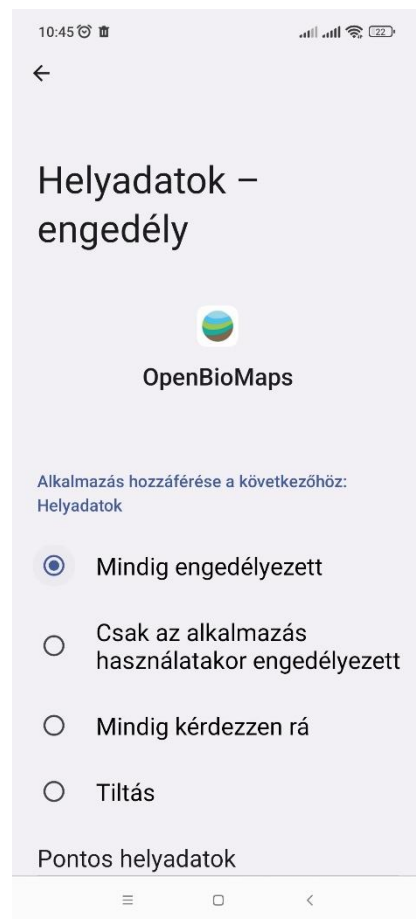 10:45
22
Helyadatok –
engedély
OpenBioMaps
Alkalmazás hozzáférése a következőhöz:
Helyadatok
Mindig engedélyezett
Csak az alkalmazás
használatakor engedélyezett
Mindig kérdezzen rá
Tiltás
Pontos helyadatok